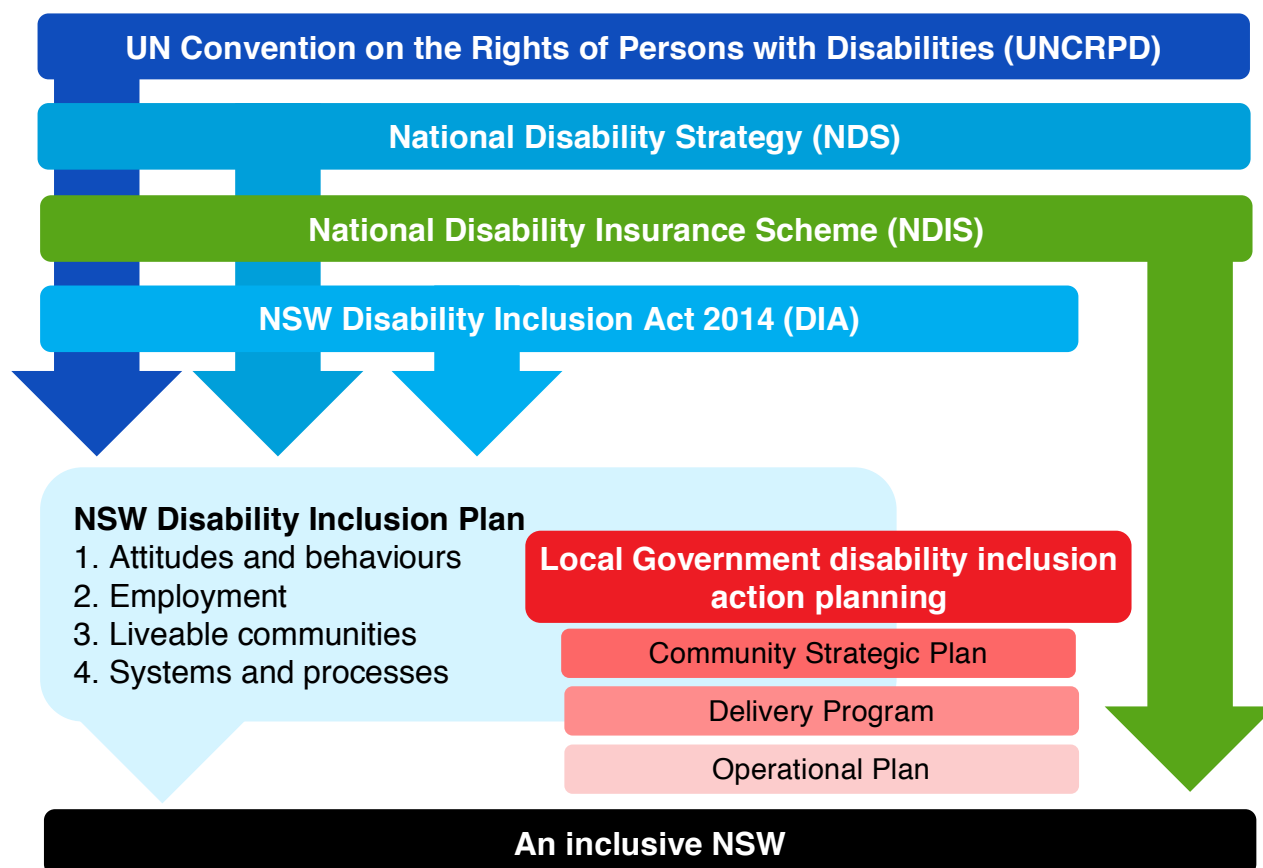 UN Convention on the Rights of Persons with Disabilities (UNCRPD)
National Disability Strategy (NDS)
National Disability Insurance Scheme (NDIS)
NSW Disability Inclusion Act 2014 (DIA)
NSW Disability Inclusion Plan
1. Attitudes and behaviours
2. Employment
3. Liveable communities
4. Systems and processes
Local Government disability inclusion
action planning
Community Strategic Plan
Delivery Program
Operational Plan
An inclusive NSW